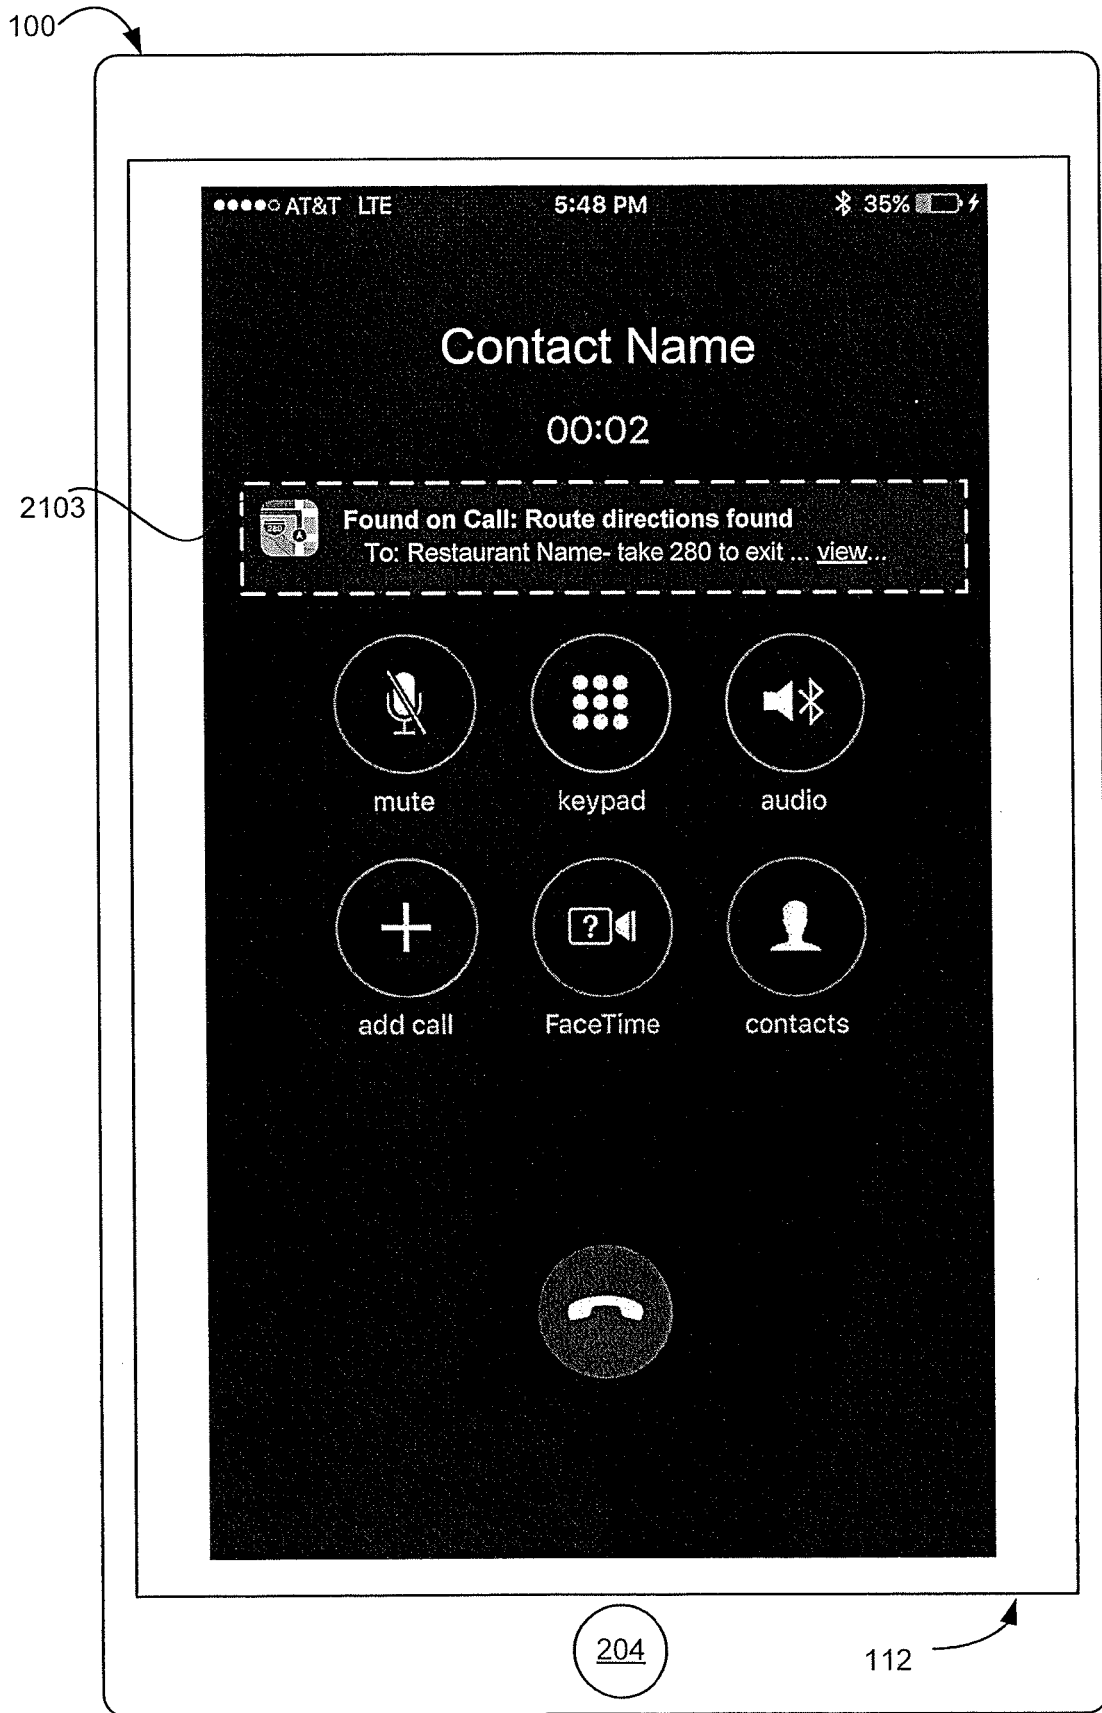 100
●●●●○ AT&T LTE 5:48 PM 35%
Contact Name
00:02
2103
280
Found on Call: Route directions found
To: Restaurant Name- take 280 to exit ... view...
mute keypad audio
?
add call FaceTime contacts
204
112